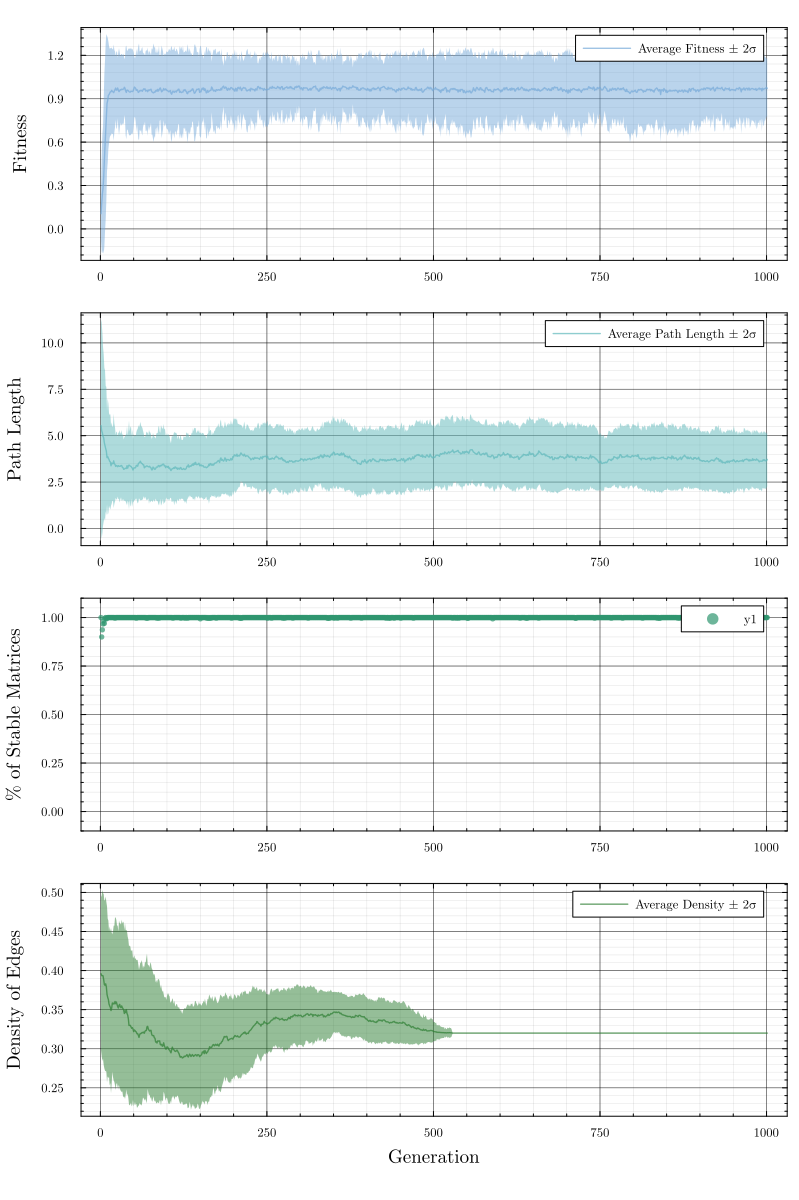 Fitness
1.2
0.9
0.6
0.3
0.0
Average Fitness ± 2σ
0 250 500 750 1000
Path Length
10.0
7.5
5.0
2.5
0.0
Average Path Length ± 2σ
0 250 500 750 1000
% of Stable Matrices
1.00
0.75
0.50
0.25
0.00
y1
0 250 500 750 1000
Density of Edges
0.50
0.45
0.40
0.35
0.30
0.25
Average Density ± 2σ
0 250 500 750 1000
Generation